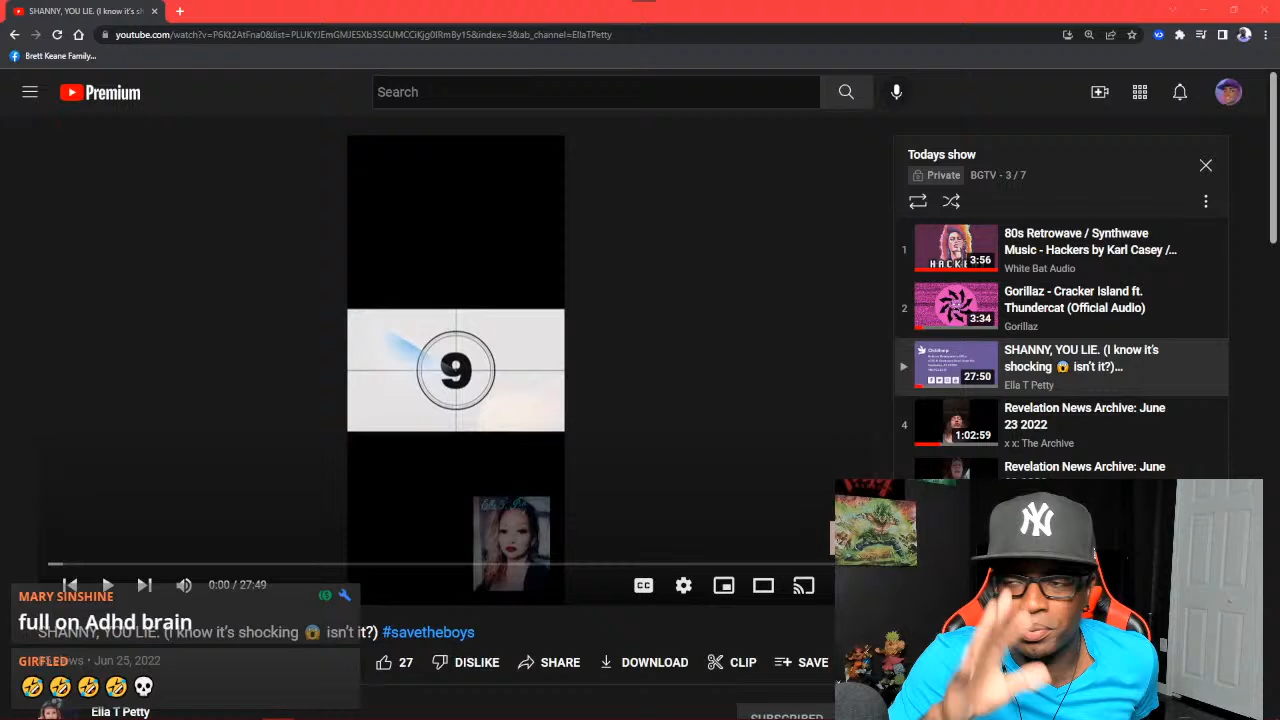 SHANNY, YOU LIE. (I know it's sh
youtube.com/watch?v=P6Kt2AtFna0&list=PLUKYJEmGMJE5Xb3SGUMCCiKjg0IRmBy15&index=3&ab_channel=EllaTPetty
Brett Keane Family...
Premium
Search
Todays show
Private
BGTV - 3 / 7
1
80s Retrowave / Synthwave
Music - Hackers by Karl Casey /...
White Bat Audio
3:56
2
Gorillaz - Cracker Island ft.
Thundercat (Official Audio)
Gorillaz
3:34
SHANNY, YOU LIE. (I know it's
shocking 😱 isn't it?)...
Ella T Petty
27:50
4
Revelation News Archive: June
23 2022
x x: The Archive
1:02:59
Revelation News Archive: June
9
0:00 / 27:49
CC
MARY SINSHINE
full on Adhd brain
SHANNY, YOU LIE. (I know it's shocking 😱 isn't it?) #savetheboys
GIRFLED
Jun 25, 2022
🤣 🤣 🤣 🤣 💀
27
DISLIKE
SHARE
DOWNLOAD
CLIP
SAVE
Ella T Petty
SUBSCRIBED
NY